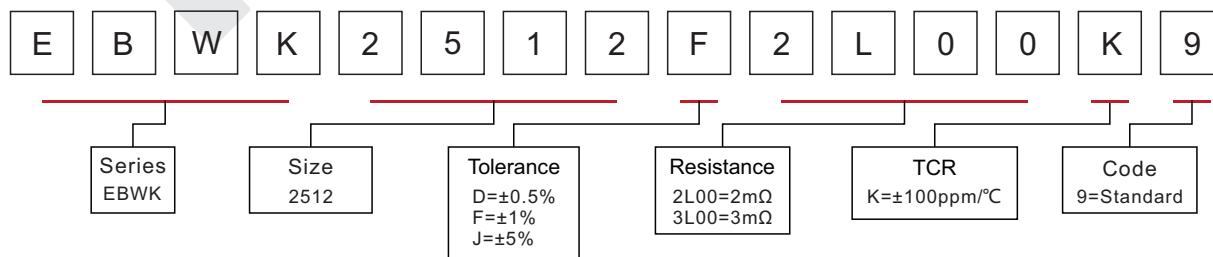 E B W K 2 5 1 2 F 2 L 0 0 K 9
Series
EBWK
Size
2512
Tolerance
D=±0.5%
F=±1%
J=±5%
Resistance
2L00=2mΩ
3L00=3mΩ
TCR
K=±100ppm/℃
Code
9=Standard